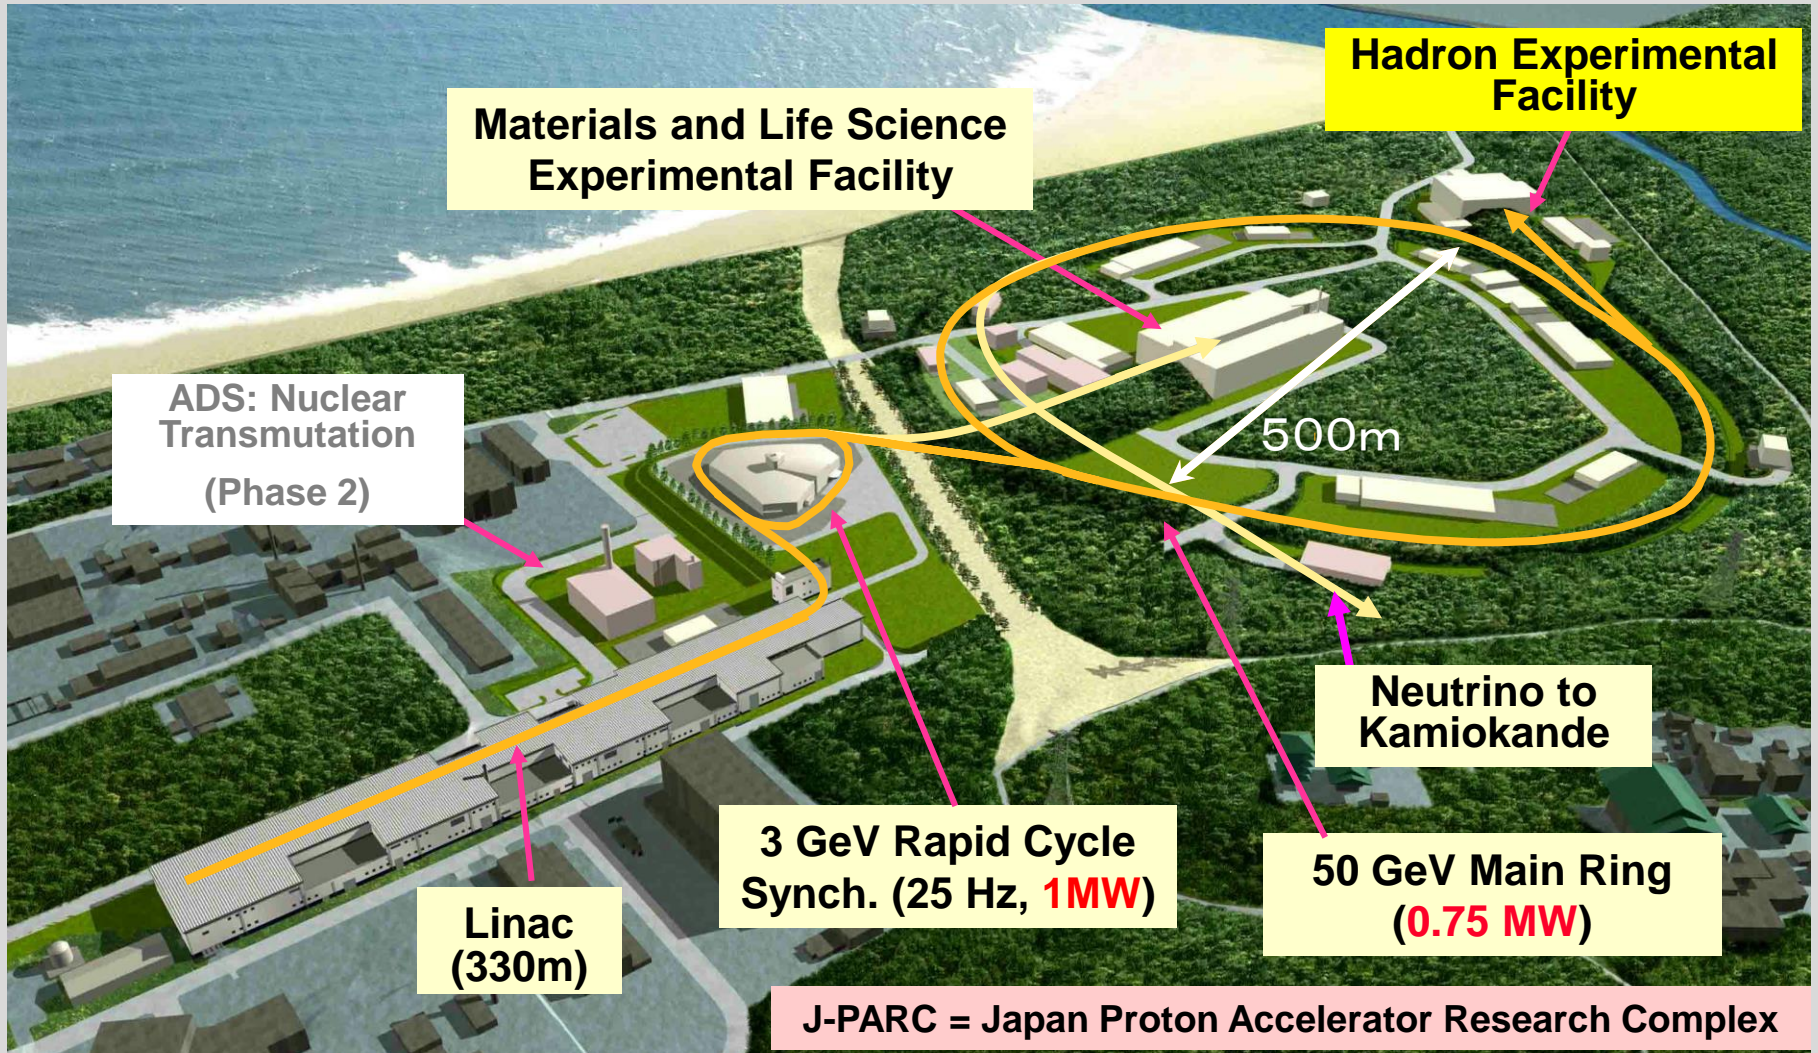 Hadron Experimental
Facility
Materials and Life Science
Experimental Facility
ADS: Nuclear
Transmutation
(Phase 2)
500m
Neutrino to
Kamiokande
3 GeV Rapid Cycle
Synch. (25 Hz, 1MW)
50 GeV Main Ring
(0.75 MW)
Linac
(330m)
J-PARC = Japan Proton Accelerator Research Complex